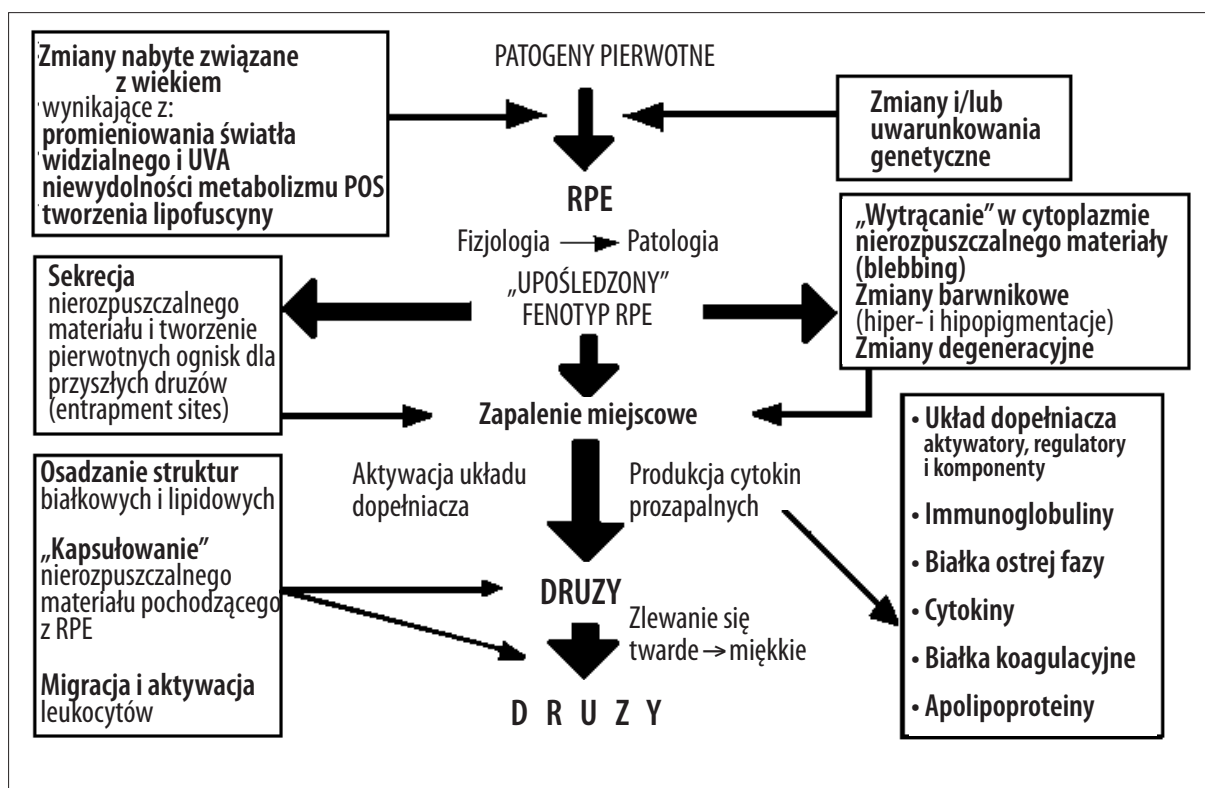 Zmiany nabyte związane
z wiekiem
wynikające z:
promieniowania światła
widzialnego i UVA
niewydolności metabolizmu POS
tworzenia lipofuscyny
PATOGENY PIERWOTNE
Zmiany i/lub
uwarunkowania
genetyczne
RPE
Fizjologia → Patologia
„UPOŚLEDZONY”
FENOTYP RPE
Sekrecja
nierozpuszczalnego
materiału i tworzenie
pierwotnych ognisk dla
przyszłych druzów
(entrapment sites)
„Wytrącanie” w cytoplazmie
nierozpuszczalnego materiały
(blebbing)
Zmiany barwnikowe
(hiper- i hipopigmentacje)
Zmiany degeneracyjne
Zapalenie miejscowe
Aktywacja układu
dopełniacza
Produkcja cytokin
prozapalnych
Osadzanie struktur
białkowych i lipidowych
„Kapsułowanie”
nierozpuszczalnego
materiału pochodzącego
z RPE
Migracja i aktywacja
leukocytów
DRUZY
Zlewanie się
twarde → miękkie
D R U Z Y
• Układ dopełniacza
aktywatory, regulatory
i komponenty
• Immunoglobuliny
• Białka ostrej fazy
• Cytokiny
• Białka koagulacyjne
• Apolipoproteiny